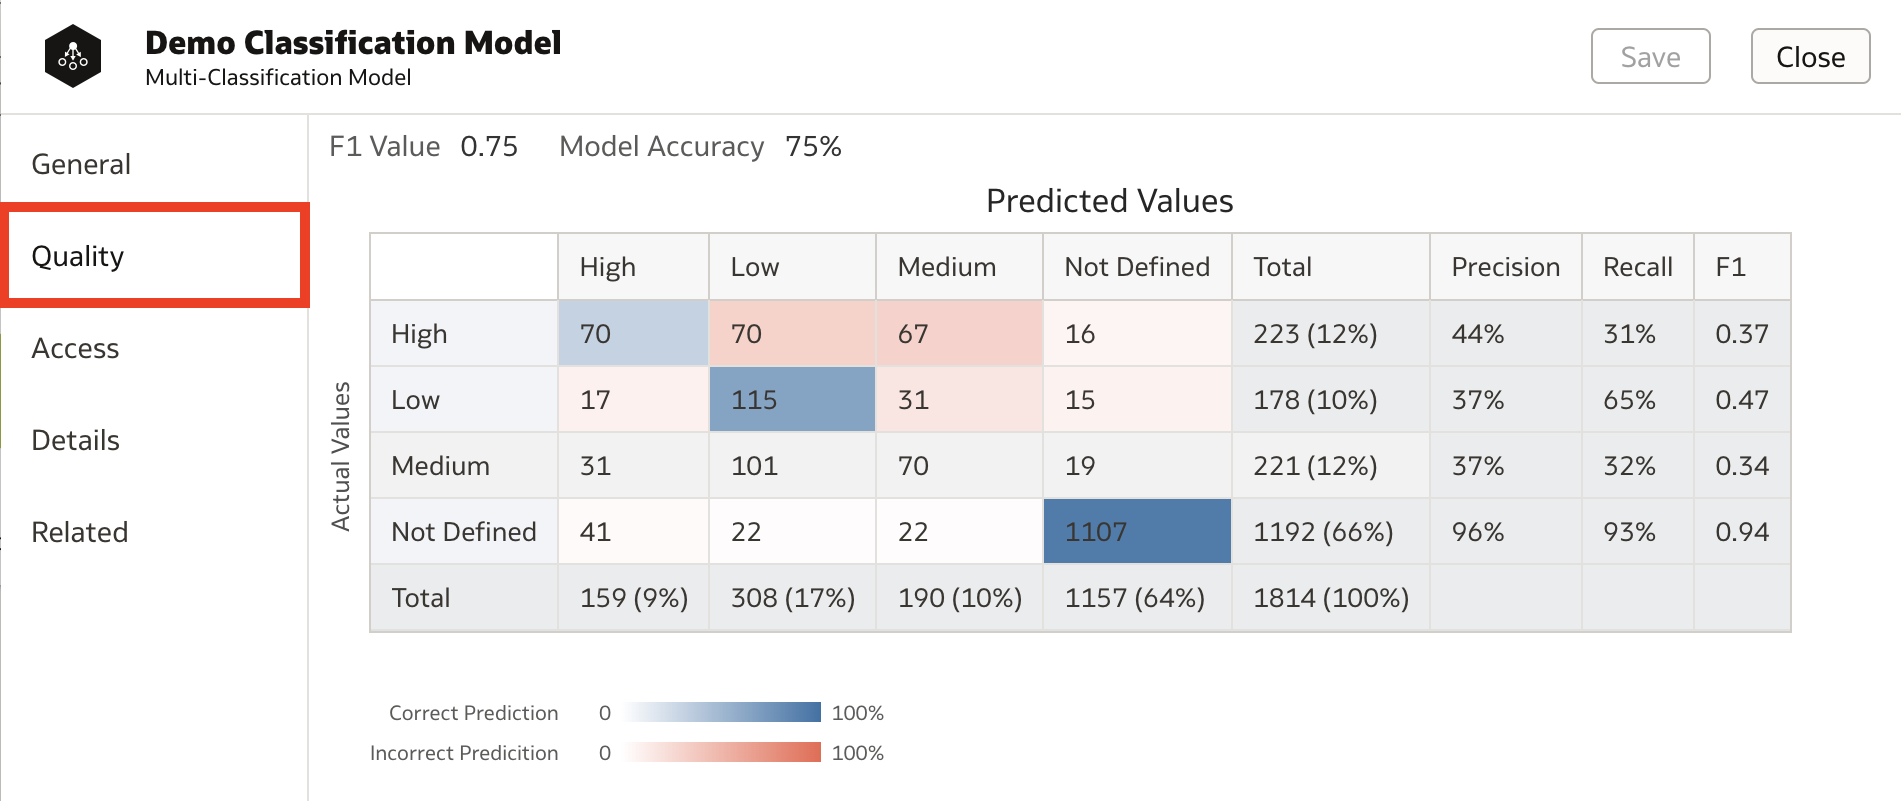 Demo Classification Model
Multi-Classification Model
Save
Close
General
Quality
Access
Details
Related
F1 Value 0.75 Model Accuracy 75%
Predicted Values
Actual Values
High Low Medium Not Defined Total Precision Recall F1
High 70 70 67 16 223 (12%) 44% 31% 0.37
Low 17 115 31 15 178 (10%) 37% 65% 0.47
Medium 31 101 70 19 221 (12%) 37% 32% 0.34
Not Defined 41 22 22 1107 1192 (66%) 96% 93% 0.94
Total 159 (9%) 308 (17%) 190 (10%) 1157 (64%) 1814 (100%)
Correct Prediction 0 100%
Incorrect Predicition 0 100%